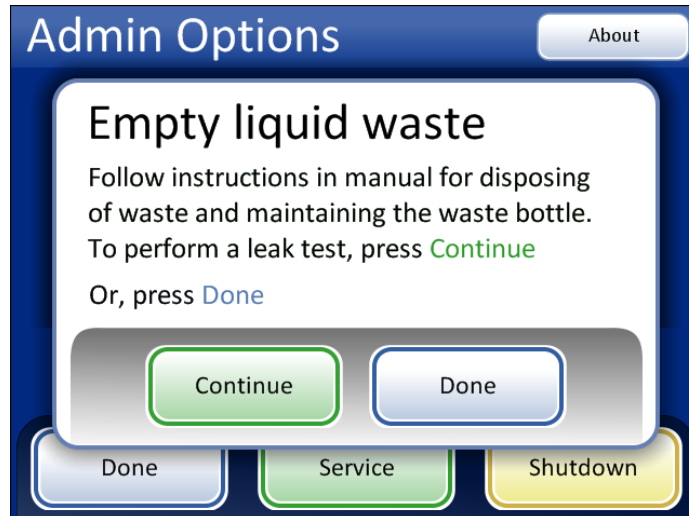 Admin Options
About
Empty liquid waste
Follow instructions in manual for disposing
of waste and maintaining the waste bottle.
To perform a leak test, press Continue
Or, press Done
Continue
Done
Done
Service
Shutdown